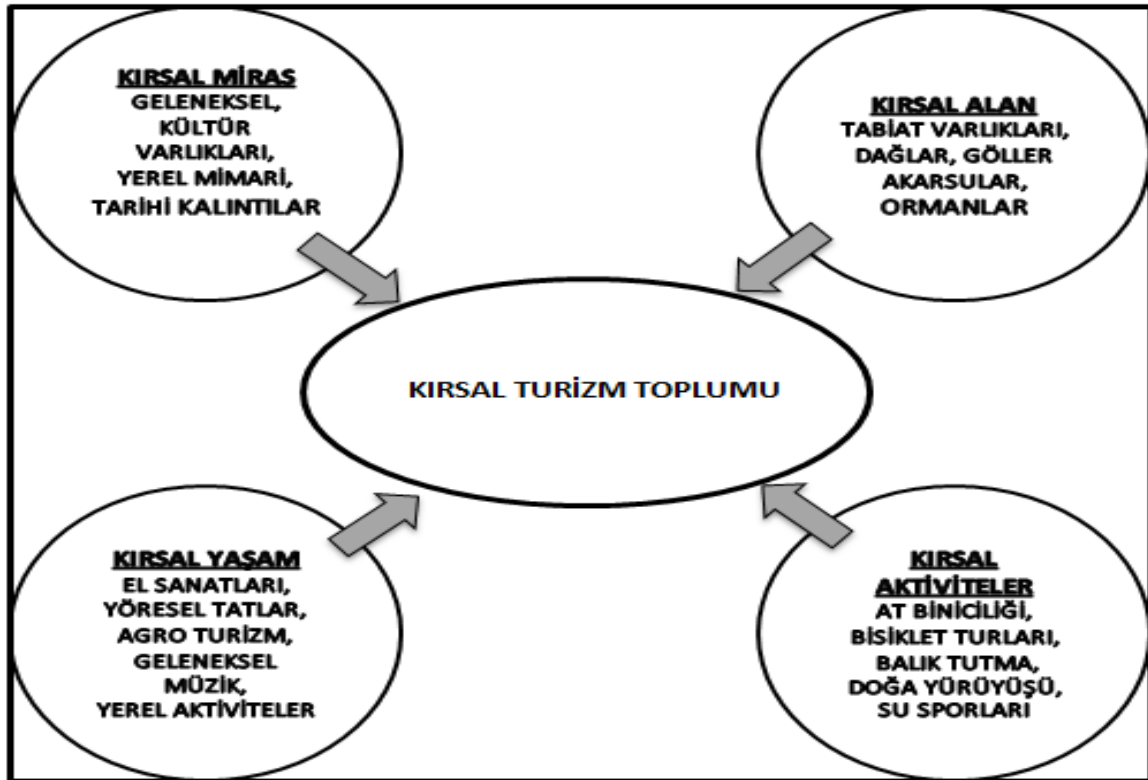 KIRSAL MİRAS
GELENEKSEL,
KÜLTÜR
VARLIKLARI,
YEREL MİMARİ,
TARİHİ KALINTILAR
KIRSAL ALAN
TABİAT VARLIKLARI,
DAĞLAR, GÖLLER
AKARSULAR,
ORMANLAR
KIRSAL TURİZM TOPLUMU
KIRSAL YAŞAM
EL SANATLARI,
YÖRESEL TATLAR,
AGRO TURİZM,
GELENEKSEL
MÜZİK,
YEREL AKTİVİTELER
KIRSAL
AKTİVİTELER
AT BİNİCİLİĞİ,
BİSİKLET TURLARI,
BALIK TUTMA,
DOĞA YÜRÜYÜŞÜ,
SU SPORLARI